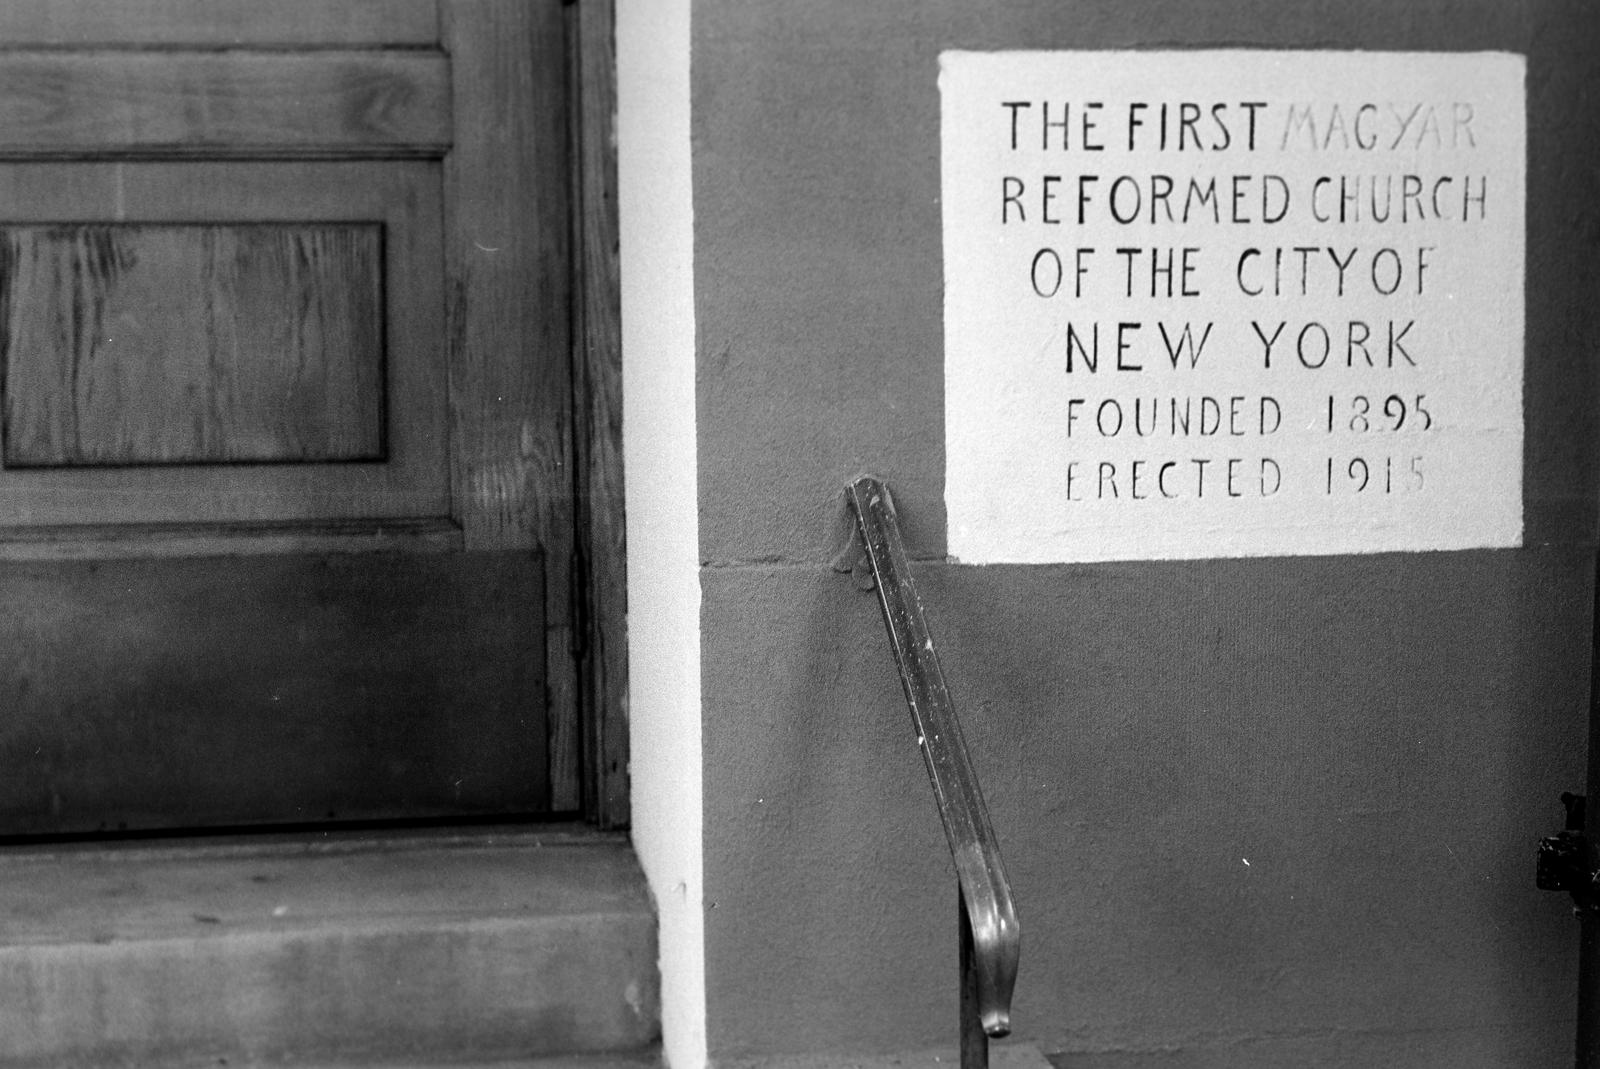 THE FIRST MAGYAR
REFORMED CHURCH
OF THE CITY OF
NEW YORK
FOUNDED 1895
ERECTED 1915